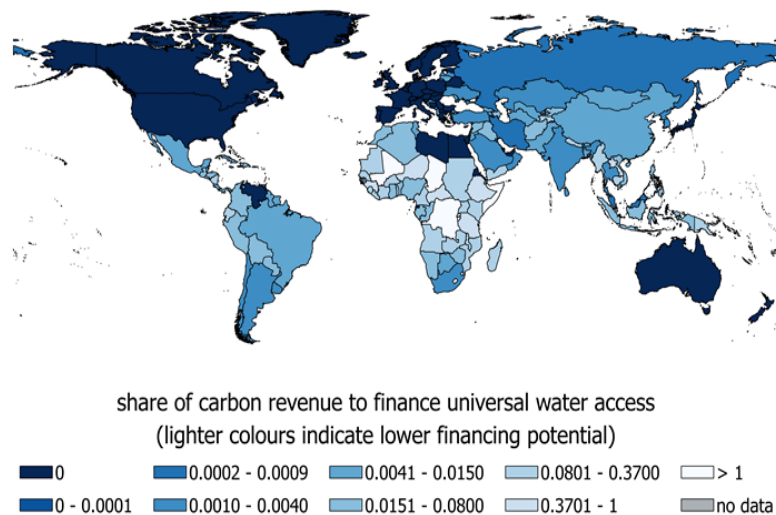 share of carbon revenue to finance universal water access
(lighter colours indicate lower financing potential)
0 0.0002 - 0.0009 0.0041 - 0.0150 0.0801 - 0.3700 > 1
0 - 0.0001 0.0010 - 0.0040 0.0151 - 0.0800 0.3701 - 1 no data